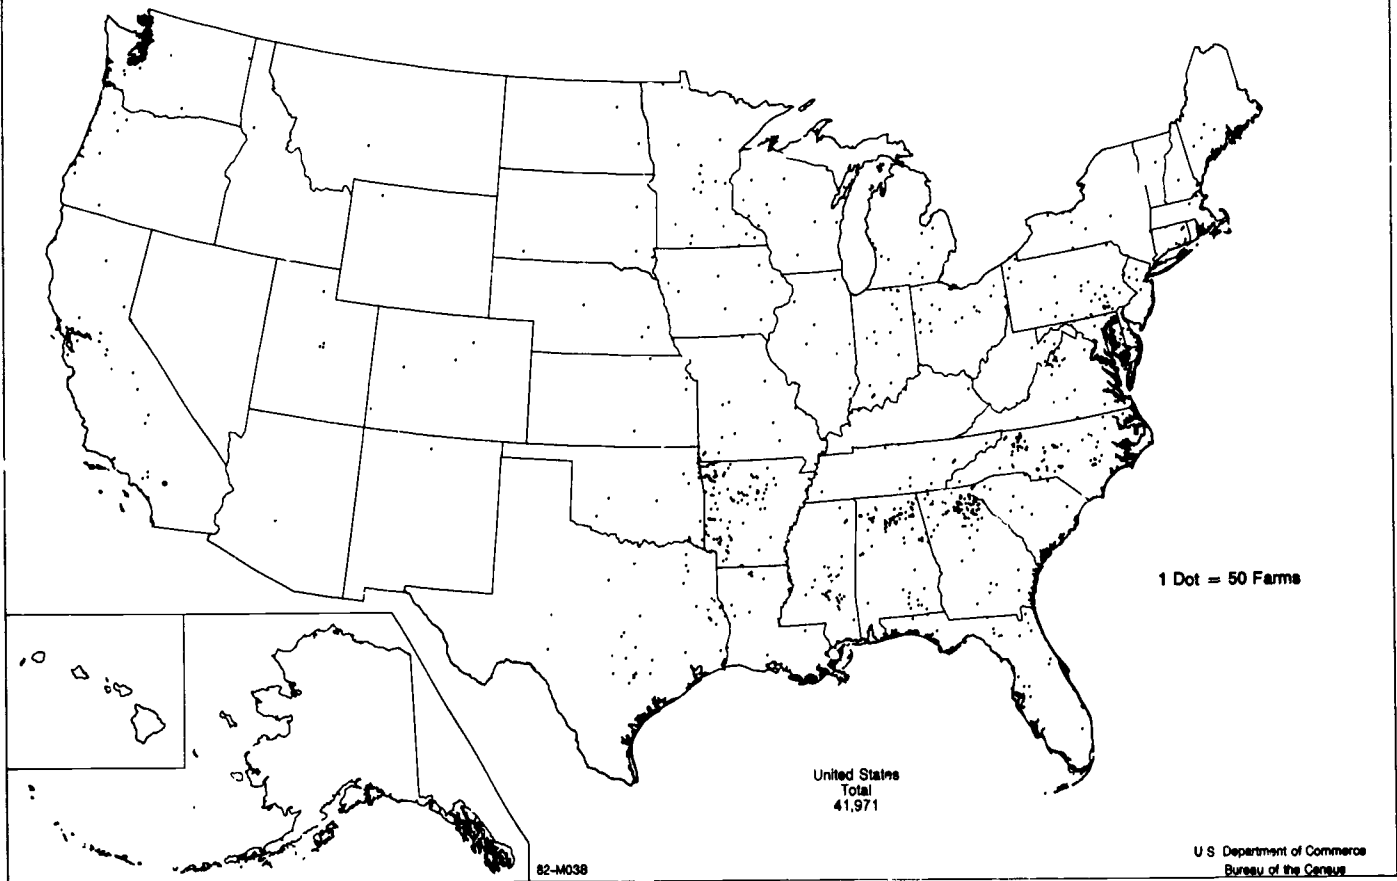 1 Dot = 50 Farms
United States
Total
41,971
82-M038
U S Department of Commerce
Bureau of the Census